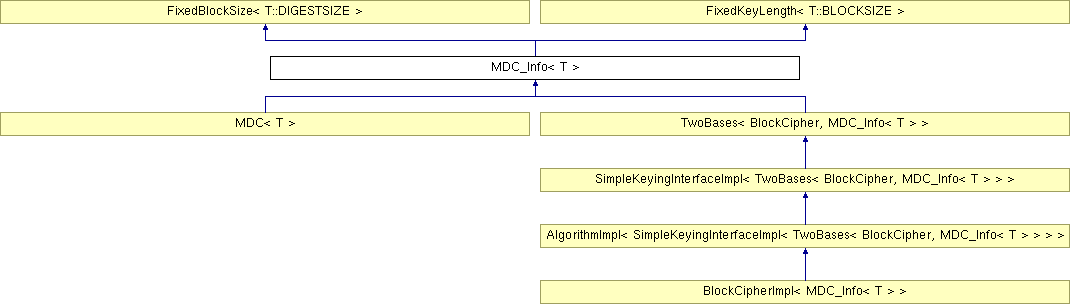 FixedBlockSize< T::DIGESTSIZE >
FixedKeyLength< T::BLOCKSIZE >
MDC_Info< T >
MDC< T >
TwoBases< BlockCipher, MDC_Info< T > >
SimpleKeyingInterfaceImpl< TwoBases< BlockCipher, MDC_Info< T > > >
AlgorithmImpl< SimpleKeyingInterfaceImpl< TwoBases< BlockCipher, MDC_Info< T > > > >
BlockCipherImpl< MDC_Info< T > >